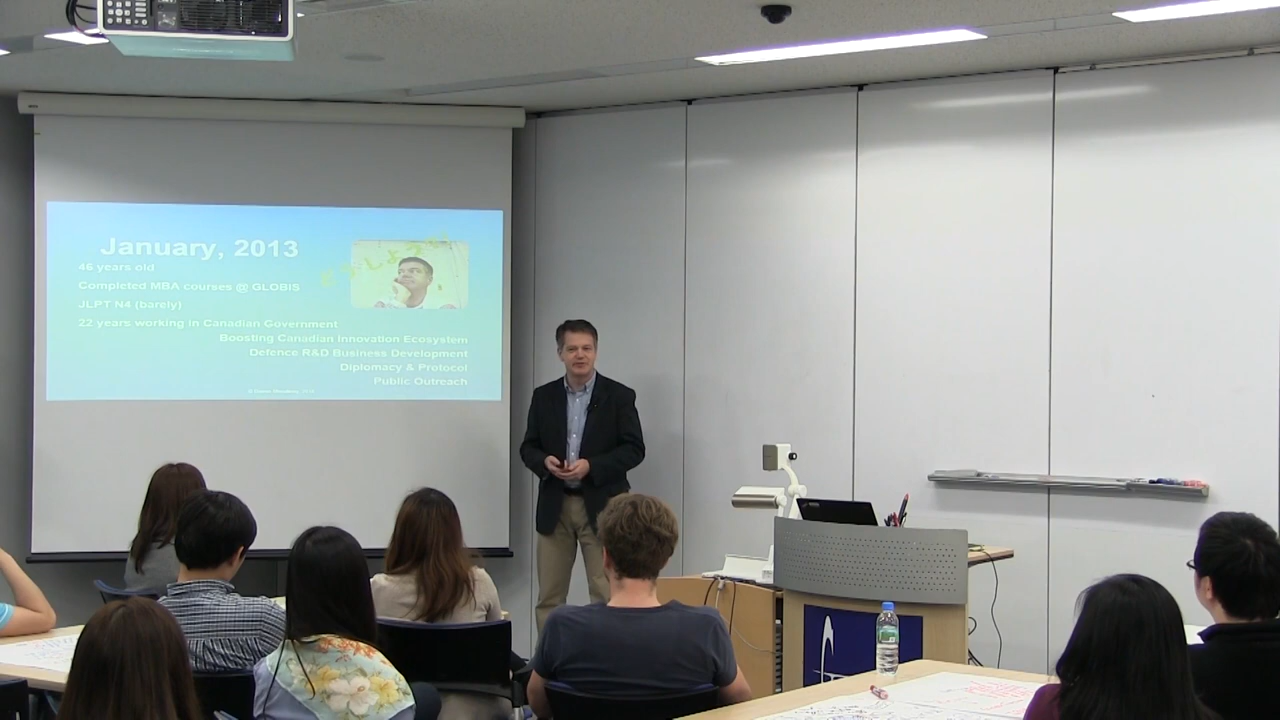 January, 2013
46 years old
Completed MBA courses @ GLOBIS
JLPT N4 (barely)
22 years working in Canadian Government
Boosting Canadian Innovation Ecosystem
Defence R&D Business Development
Diplomacy & Protocol
Public Outreach